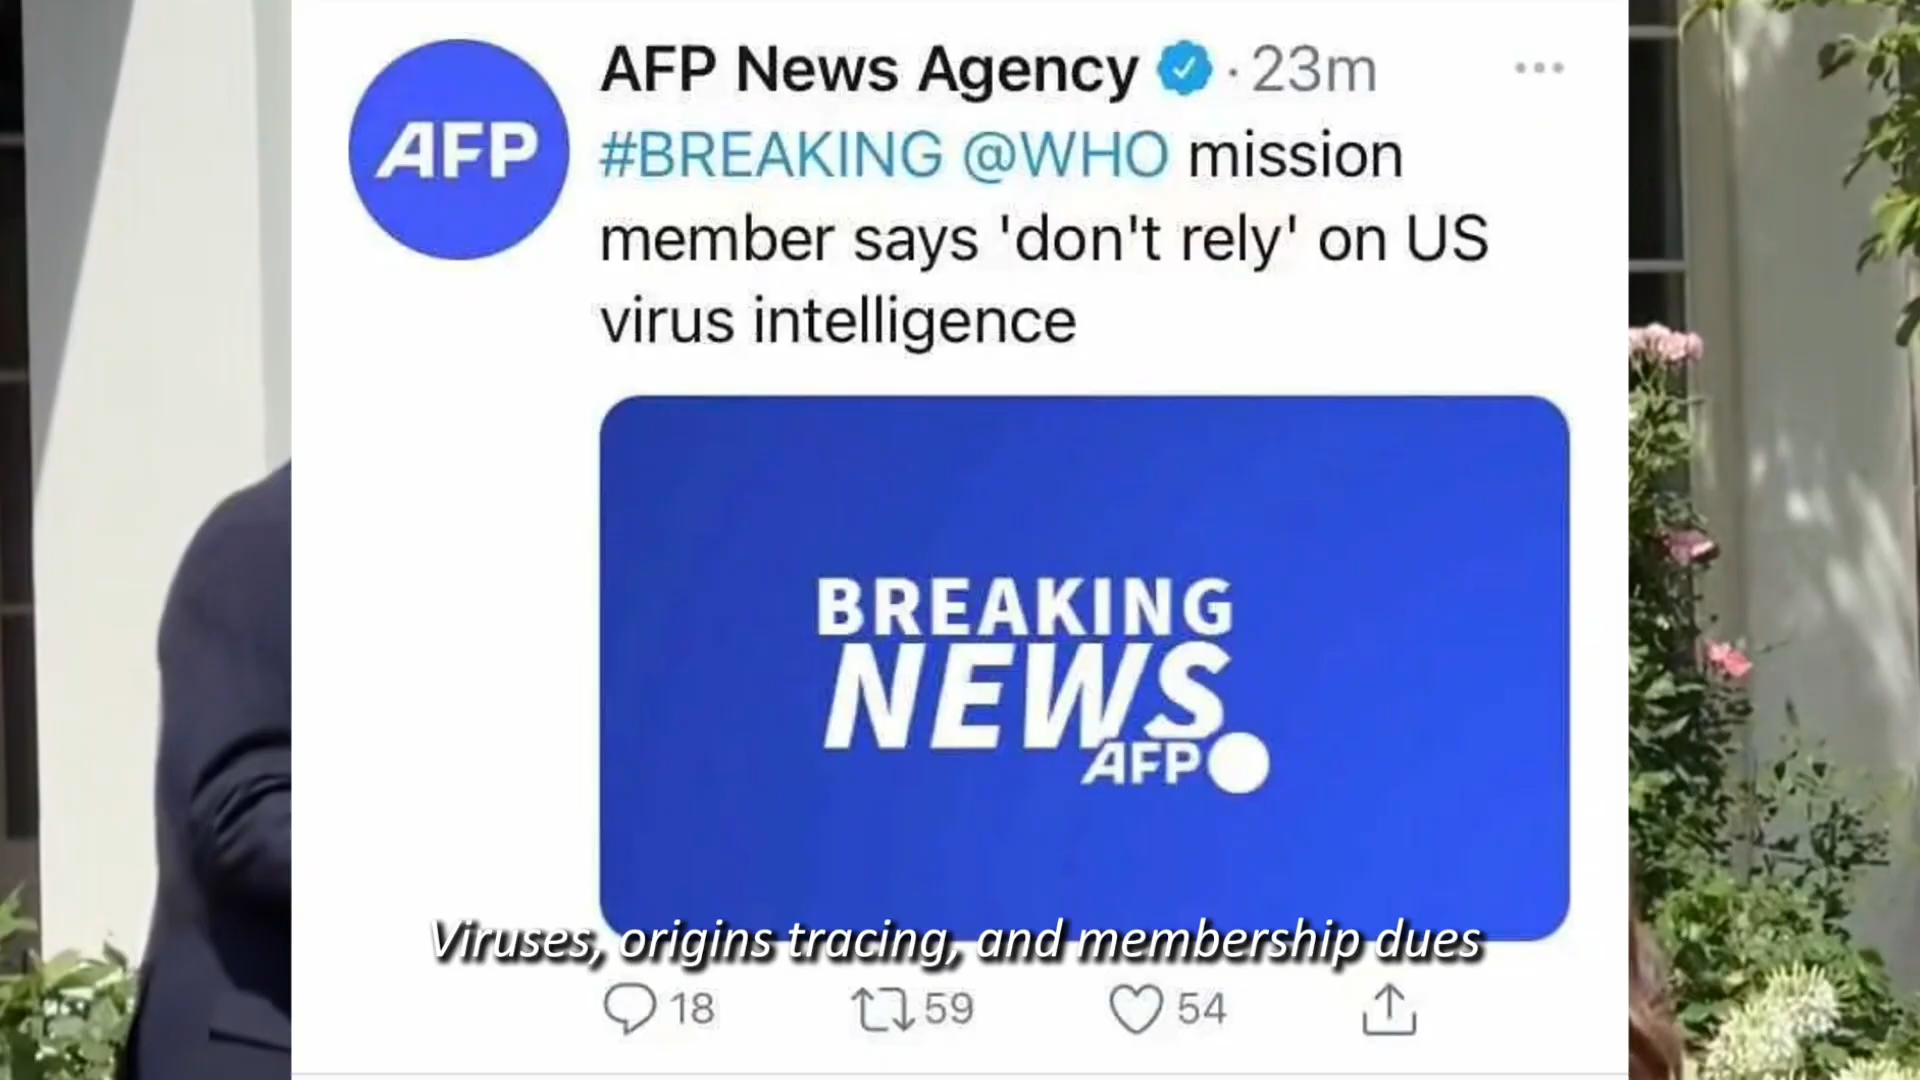 AFP
AFP News Agency · 23m
#BREAKING @WHO mission
member says 'don't rely' on US
virus intelligence
BREAKING
NEWS
AFP
Viruses, origins tracing, and membership dues
18 59 54